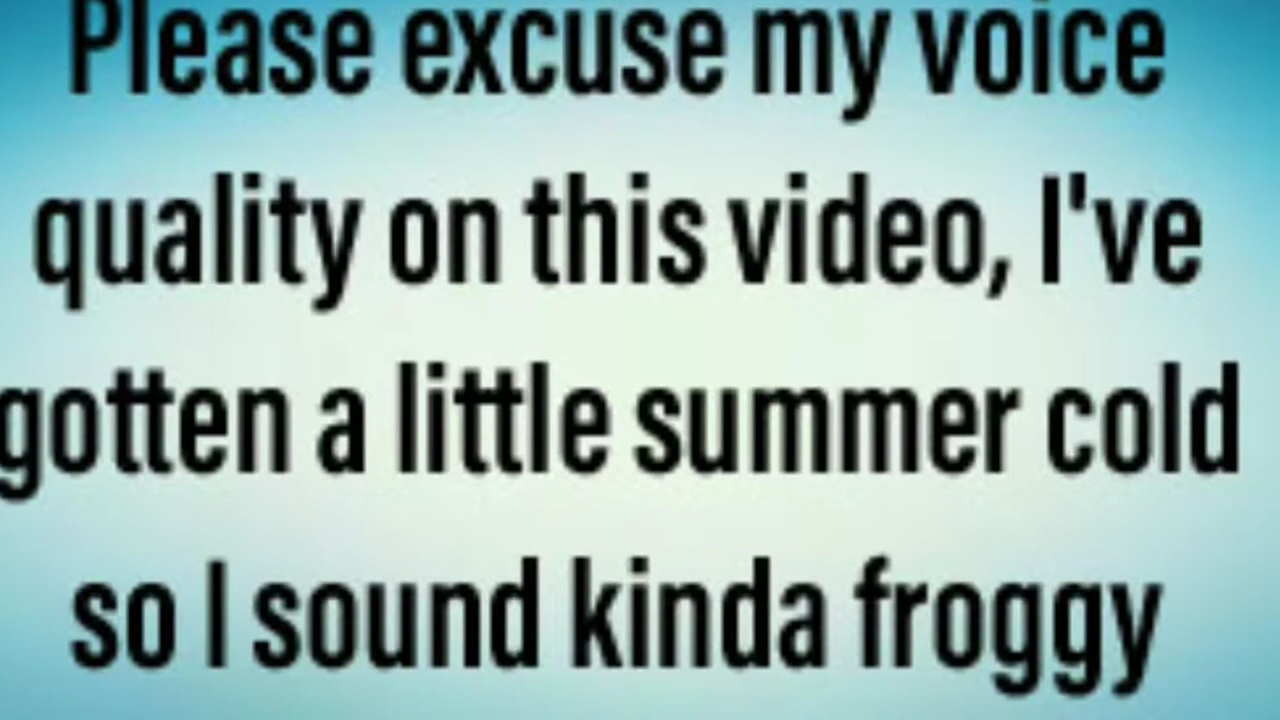 Please excuse my voice
quality on this video, I've
gotten a little summer cold
so I sound kinda froggy